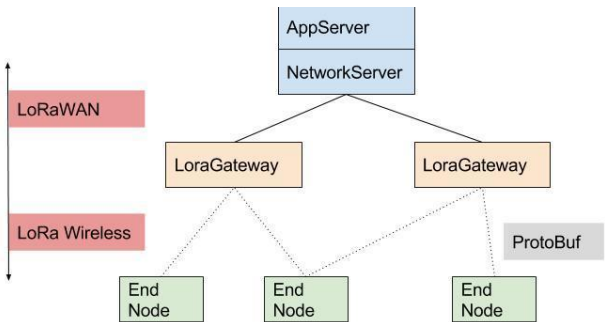 AppServer
NetworkServer
LoRaWAN
LoraGateway
LoraGateway
LoRa Wireless
ProtoBuf
End
Node
End
Node
End
Node